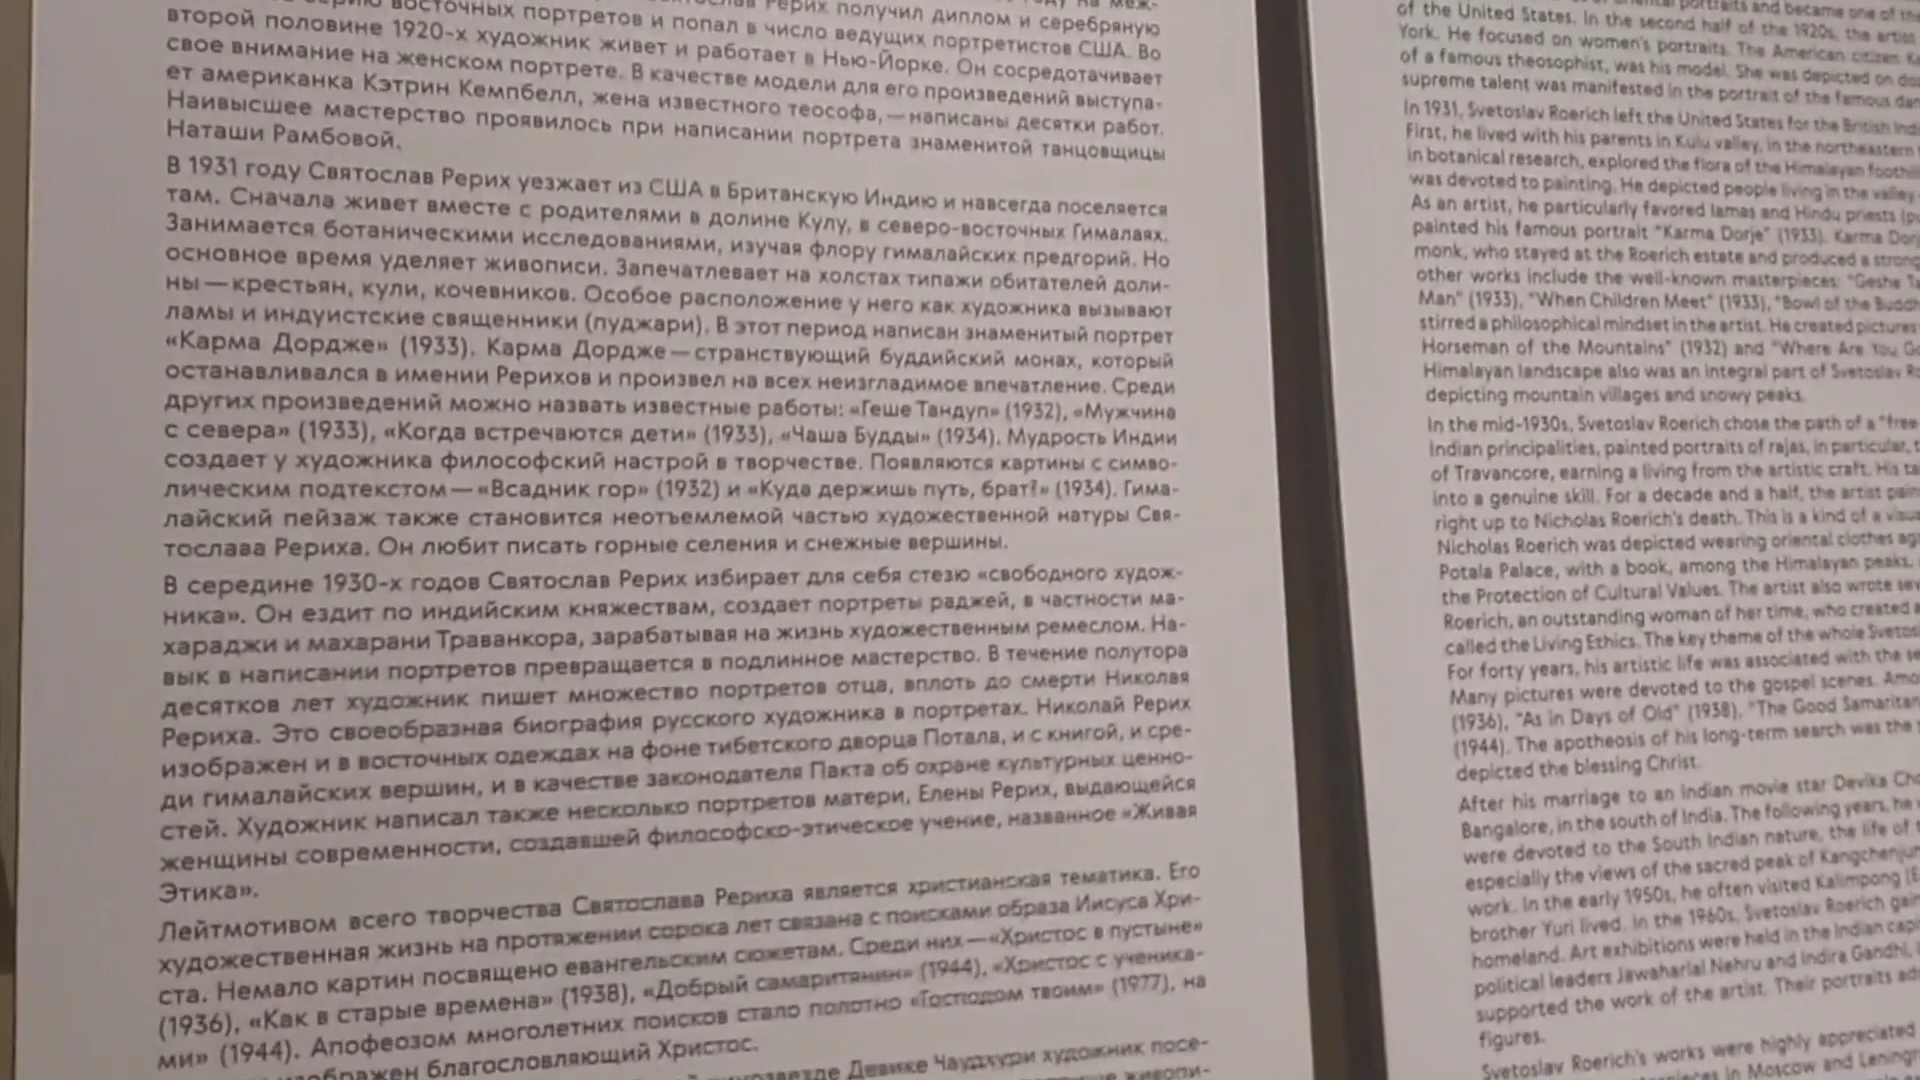 восточных портретов и попал в число ведущих портретистов США. Во
второй половине 1920-х художник живет и работает в Нью-Йорке. Он сосредотачивает
свое внимание на женском портрете. В качестве модели для его произведений выступа-
ет американка Кэтрин Кемпбелл, жена известного теософа, — написаны десятки работ.
Наивысшее мастерство проявилось при написании портрета знаменитой танцовщицы
Наташи Рамбовой.
В 1931 году Святослав Рерих уезжает из США в Британскую Индию и навсегда поселяется
там. Сначала живет вместе с родителями в долине Кулу, в северо-восточных Гималаях.
Занимается ботаническими исследованиями, изучая флору гималайских предгорий. Но
основное время уделяет живописи. Запечатлевает на холстах типажи обитателей доли-
ны — крестьян, кули, кочевников. Особое расположение у него как художника вызывают
ламы и индуистские священники (пуджари). В этот период написан знаменитый портрет
«Карма Дордже» (1933). Карма Дордже — странствующий буддийский монах, который
останавливался в имении Рерихов и произвел на всех неизгладимое впечатление. Среди
других произведений можно назвать известные работы: «Геше Тандуп» (1932), «Мужчина
с севера» (1933), «Когда встречаются дети» (1933), «Чаша Будды» (1934). Мудрость Индии
создает у художника философский настрой в творчестве. Появляются картины с симво-
лическим подтекстом — «Всадник гор» (1932) и «Куда держишь путь, брат?» (1934). Гима-
лайский пейзаж также становится неотъемлемой частью художественной натуры Свя-
тослава Рериха. Он любит писать горные селения и снежные вершины.
В середине 1930-х годов Святослав Рерих избирает для себя стезю «свободного худож-
ника». Он ездит по индийским княжествам, создает портреты раджей, в частности ма-
хараджи и махарани Траванкора, зарабатывая на жизнь художественным ремеслом. На-
вык в написании портретов превращается в подлинное мастерство. В течение полутора
десятков лет художник пишет множество портретов отца, вплоть до смерти Николая
Рериха. Это своеобразная биография русского художника в портретах. Николай Рерих
изображен и в восточных одеждах на фоне тибетского дворца Потала, и с книгой, и сре-
ди гималайских вершин, и в качестве законодателя Пакта об охране культурных ценно-
стей. Художник написал также несколько портретов матери, Елены Рерих, выдающейся
женщины современности, создавшей философско-этическое учение, названное «Живая
Этика».
Лейтмотивом всего творчества Святослава Рериха является христианская тематика. Его
художественная жизнь на протяжении сорока лет связана с поисками образа Иисуса Хри-
ста. Немало картин посвящено евангельским сюжетам. Среди них — «Христос в пустыне»
(1936), «Как в старые времена» (1938), «Добрый самаритянин» (1944), «Христос с ученика-
ми» (1944). Апофеозом многолетних поисков стало полотно «Господом твоим» (1977), на
благословляющий Христос.
Девике Чаудхури художник посе-
portraits and became one of the
of the United States. In the second half of the 1920s, the artist
York. He focused on women's portraits. The American citizen
of a famous theosophist, was his model. She was depicted on
supreme talent was manifested in the portrait of the famous
In 1931, Svetoslav Roerich left the United States for the British
First, he lived with his parents in Kulu valley, in the northeastern
in botanical research, explored the flora of the Himalayan
was devoted to painting. He depicted people living in the valley
As an artist, he particularly favored lamas and Hindu priests
painted his famous portrait "Karma Dorje" (1933). Karma
monk, who stayed at the Roerich estate and produced a strong
other works include the well-known masterpieces: "Geshe
Man" (1933), "When Children Meet" (1933), "Bowl of the
stirred a philosophical mindset in the artist. He created pictures
Horseman of the Mountains" (1932) and "Where Are You
Himalayan landscape also was an integral part of Svetoslav
depicting mountain villages and snowy peaks.
In the mid-1930s, Svetoslav Roerich chose the path of a "free
Indian principalities, painted portraits of rajas, in particular,
of Travancore, earning a living from the artistic craft. His
into a genuine skill. For a decade and a half, the artist
right up to Nicholas Roerich's death. This is a kind of a
Nicholas Roerich was depicted wearing oriental clothes
Potala Palace, with a book, among the Himalayan peaks,
the Protection of Cultural Values. The artist also wrote
Roerich, an outstanding woman of her time, who created
called the Living Ethics. The key theme of the whole
For forty years, his artistic life was associated with the
Many pictures were devoted to the gospel scenes.
(1936), "As in Days of Old" (1938), "The Good Samaritan
(1944). The apotheosis of his long-term search was the
depicted the blessing Christ.
After his marriage to an Indian movie star Devika
Bangalore, in the south of India. The following years, he
were devoted to the South Indian nature, the life of
especially the views of the sacred peak of
work. In the early 1950s, he often visited Kalimpong
brother Yuri lived. In the 1960s, Svetoslav Roerich
homeland. Art exhibitions were held in the Indian
political leaders Jawaharlal Nehru and Indira Gandhi,
supported the work of the artist. Their portraits
figures.
Svetoslav Roerich's works were highly appreciated
in Moscow and